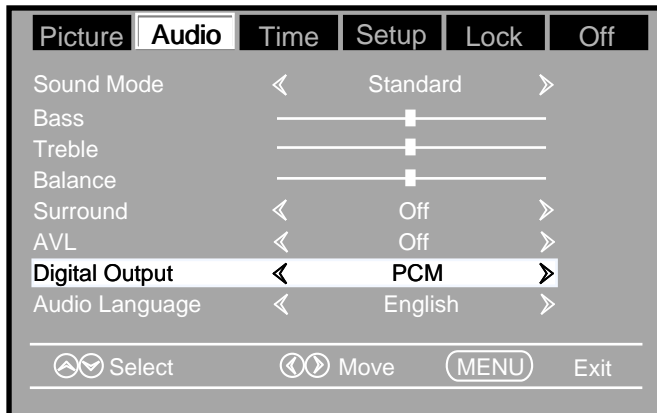 Picture Audio Time Setup Lock Off
Sound Mode Standard
Bass
Treble
Balance
Surround Off
AVL Off
Digital Output PCM
Audio Language English
Select Move MENU Exit